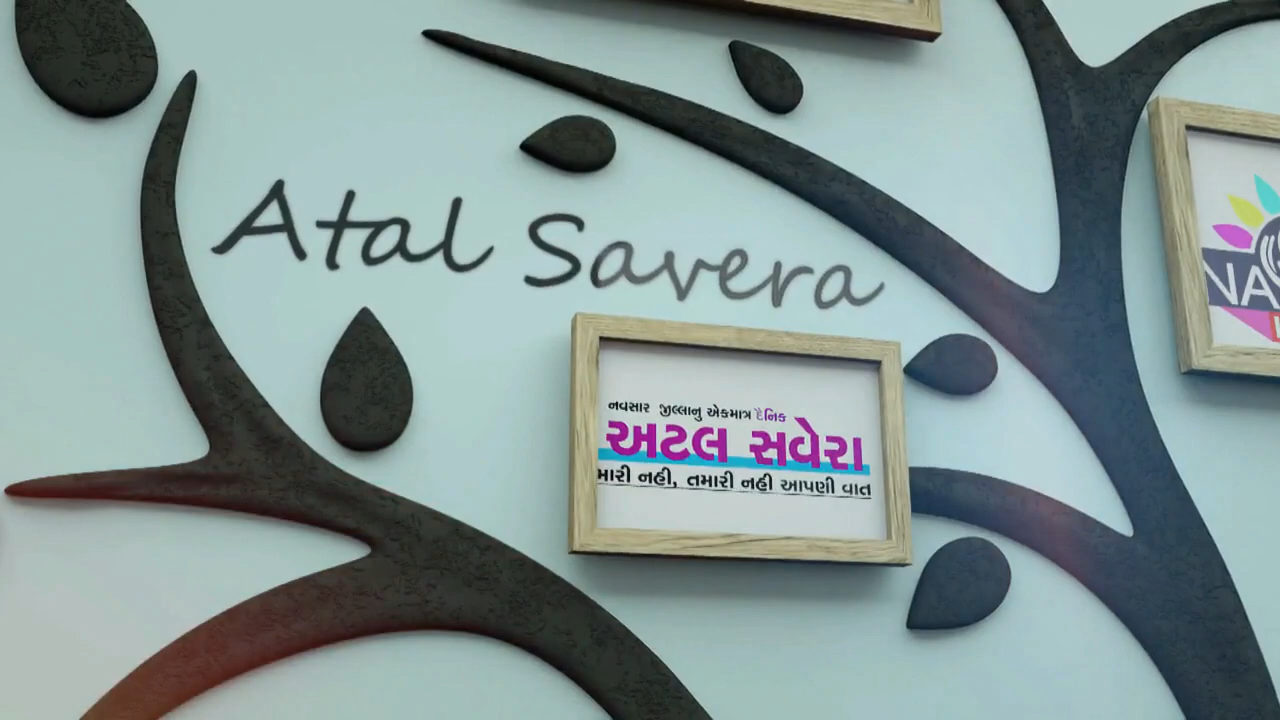 Atal Savera
નવસાર જીલ્લાનુ એકમાત્ર દૈનિક
અટલ સવેરા
મારી નહી, તમારી નહી આપણી વાત